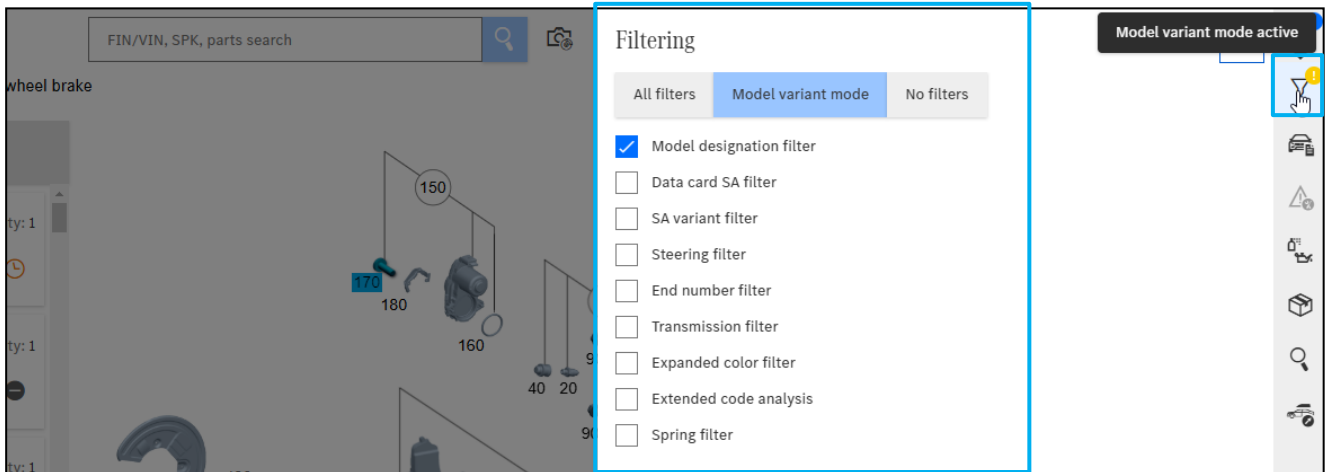 FIN/VIN, SPK, parts search
wheel brake
ty: 1
ty: 1
ty: 1
150
170
180
160
40 20
Filtering
All filters Model variant mode No filters
Model designation filter
Data card SA filter
SA variant filter
Steering filter
End number filter
Transmission filter
Expanded color filter
Extended code analysis
Spring filter
Model variant mode active